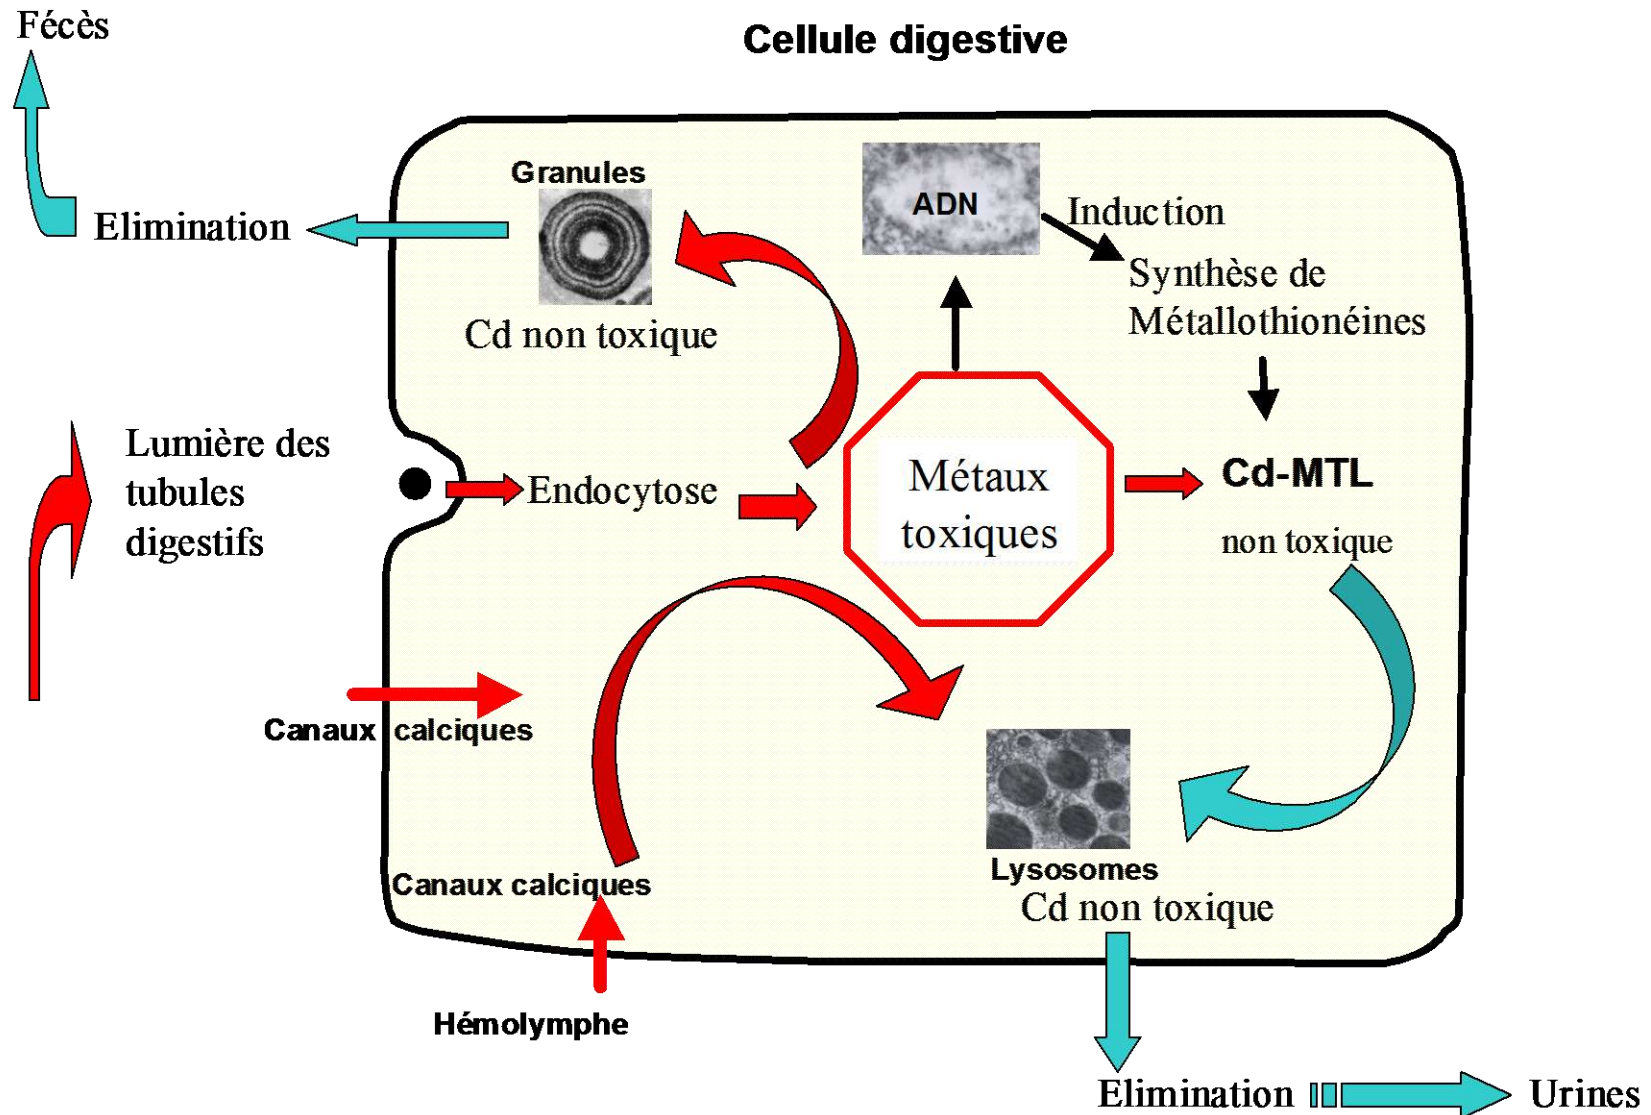 Fécès
Cellule digestive
Granules
ADN
Induction
Elimination
Synthèse de
Métallothionéines
Cd non toxique
Lumière des
tubules
digestifs
Endocytose
Métaux
toxiques
Cd-MTL
non toxique
Canaux calciques
Canaux calciques
Lysosomes
Cd non toxique
Hémolymphe
Elimination
Urines